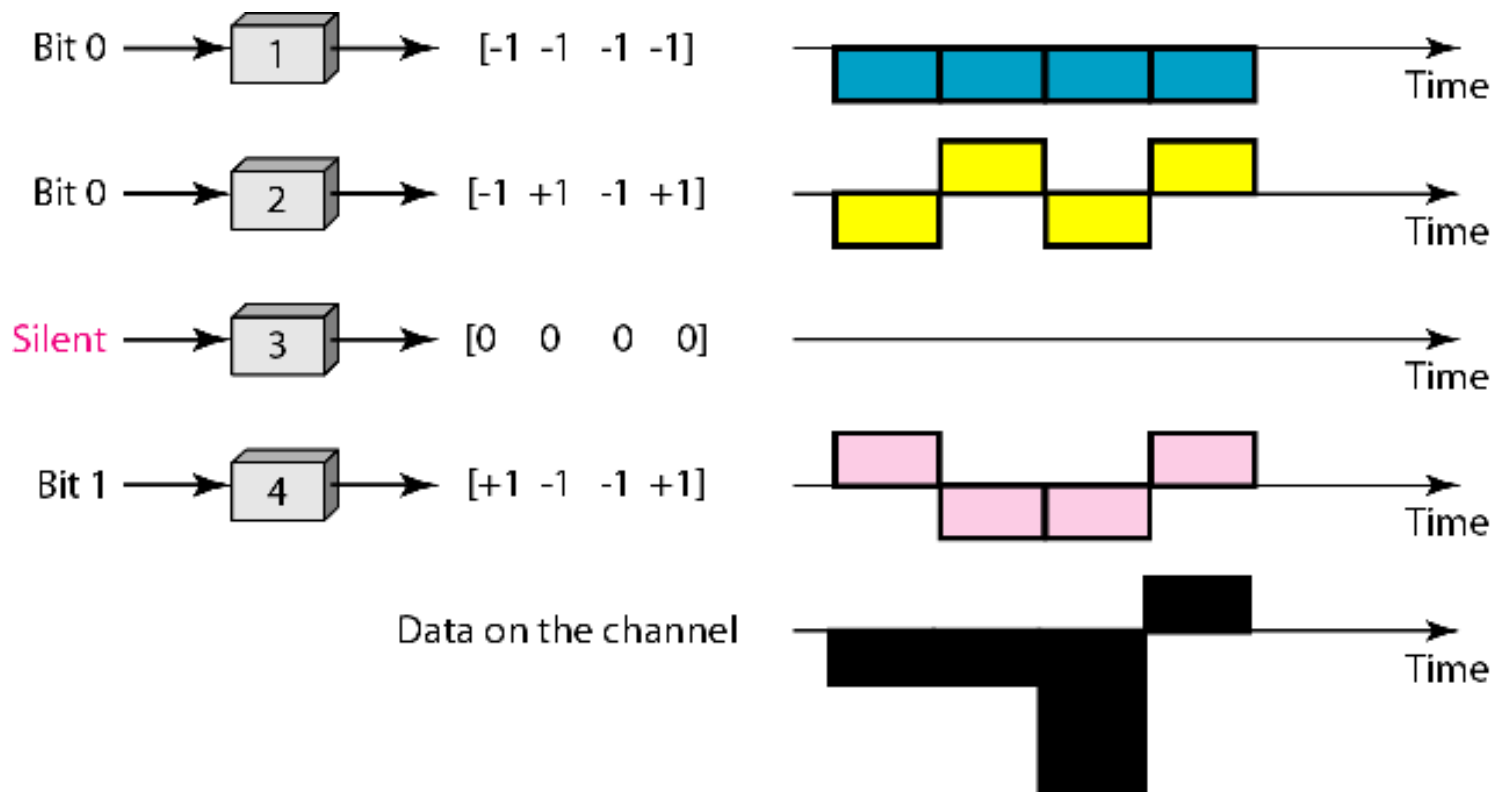 Bit 0 1 [-1 -1 -1 -1]
Time
Bit 0 2 [-1 +1 -1 +1]
Time
Silent 3 [0 0 0 0]
Time
Bit 1 4 [+1 -1 -1 +1]
Time
Data on the channel
Time